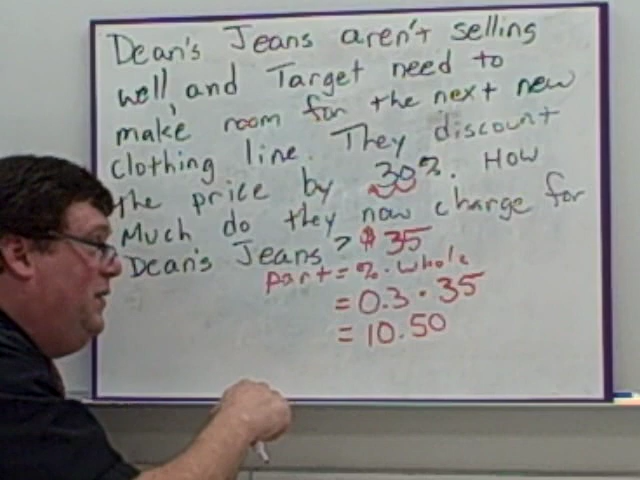 Dean's Jeans aren't selling
well, and Target need to
make room for the next new
clothing line. They discount
the price by 30%. How
Much do they now charge for
Dean's Jeans? $35
part = % · whole
= 0.3 · 35
= 10.50